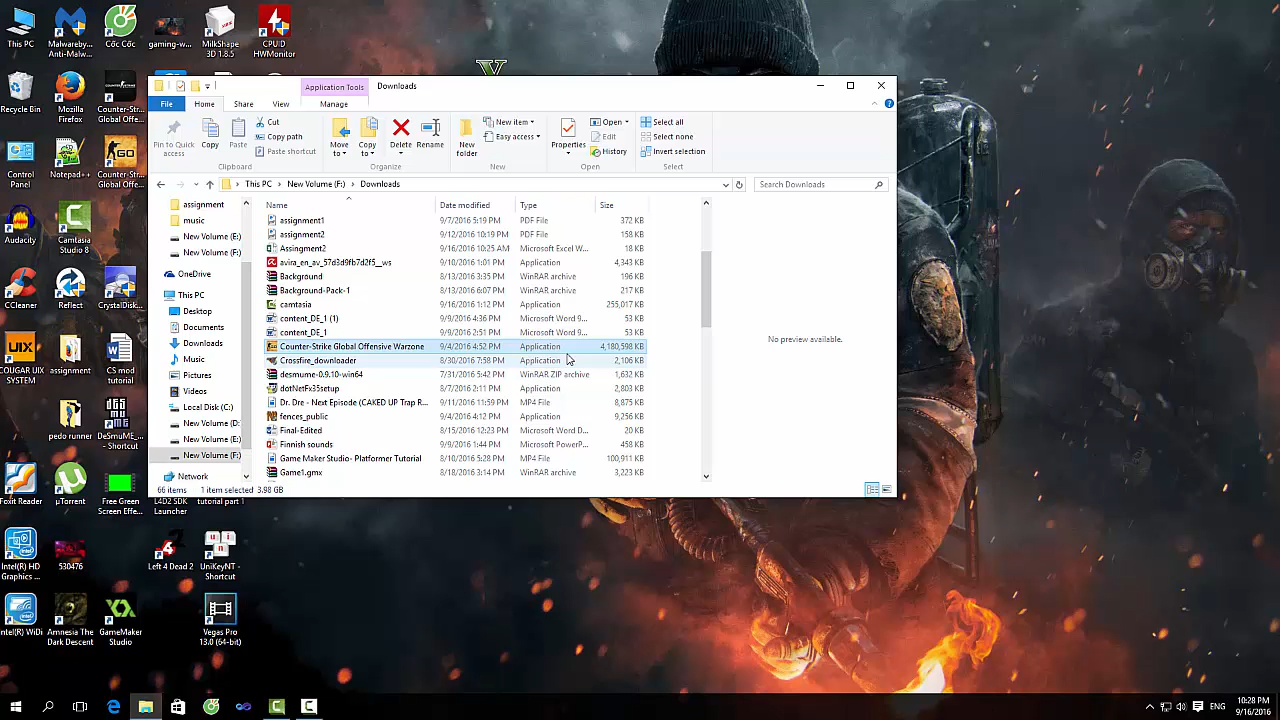 This PC
Malwareby... Anti-Malw...
Cốc Cốc
gaming-w...
MilkShape 3D 1.8.5
CPUID HWMonitor
Recycle Bin
Mozilla Firefox
Counter-Str... Global Offe...
Control Panel
Notepad++
Counter-Str... Global Offe...
Audacity
Camtasia Studio 8
CCleaner
Reflect
CrystalDisk...
COUGAR UIX SYSTEM
assignment
CS mod tutorial
pedo runner
DeSmuME_... - Shortcut
Foxit Reader
µTorrent
Free Green Screen Effe...
L4D2 SDK Launcher
tutorial part 1
Intel(R) HD Graphics ...
530476
Left 4 Dead 2
UniKeyNT - Shortcut
Intel(R) WiDi
Amnesia The Dark Descent
GameMaker Studio
Vegas Pro 13.0 (64-bit)
Application Tools
Downloads
File
Home
Share
View
Manage
Pin to Quick access
Copy
Paste
Cut
Copy path
Paste shortcut
Clipboard
Move to
Copy to
Delete
Rename
Organize
New folder
New item
Easy access
New
Properties
Open
Edit
History
Open
Select all
Select none
Invert selection
Select
This PC
New Volume (F:)
Downloads
Search Downloads
assignment
music
New Volume (E:)
New Volume (F:)
OneDrive
This PC
Desktop
Documents
Downloads
Music
Pictures
Videos
Local Disk (C:)
New Volume (D:
New Volume (E:)
New Volume (F:)
Network
Name Date modified Type Size
assignment1 9/7/2016 5:19 PM PDF File 372 KB
assignment2 9/12/2016 10:19 PM PDF File 158 KB
Assingment2 9/16/2016 10:25 AM Microsoft Excel W... 18 KB
avira_en_av_57d3d9fb7d2f5__ws 9/10/2016 1:01 PM Application 4,343 KB
Background 8/13/2016 3:35 PM WinRAR archive 196 KB
Background-Pack-1 8/13/2016 6:07 PM WinRAR archive 217 KB
camtasia 9/16/2016 1:12 PM Application 255,017 KB
content_DE_1 (1) 9/9/2016 4:36 PM Microsoft Word 9... 53 KB
content_DE_1 9/9/2016 2:51 PM Microsoft Word 9... 53 KB
Counter-Strike Global Offensive Warzone 9/4/2016 4:52 PM Application 4,180,598 KB
Crossfire_downloader 8/30/2016 7:58 PM Application 2,106 KB
desmume-0.9.10-win64 7/31/2016 5:42 PM WinRAR ZIP archive 1,632 KB
dotNetFx35setup 8/7/2016 2:11 PM Application 2,803 KB
Dr. Dre - Next Episode (CAKED UP Trap R... 9/11/2016 11:59 PM MP4 File 8,875 KB
fences_public 9/4/2016 4:12 PM Application 9,256 KB
Final-Edited 8/15/2016 12:23 PM Microsoft Word D... 20 KB
Finnish sounds 9/9/2016 1:44 PM Microsoft PowerP... 458 KB
Game Maker Studio- Platformer Tutorial 8/10/2016 5:28 PM MP4 File 100,911 KB
Game1.gmx 8/18/2016 3:14 PM WinRAR archive 3,223 KB
No preview available.
66 items 1 item selected 3.98 GB
ENG
10:28 PM
9/16/2016